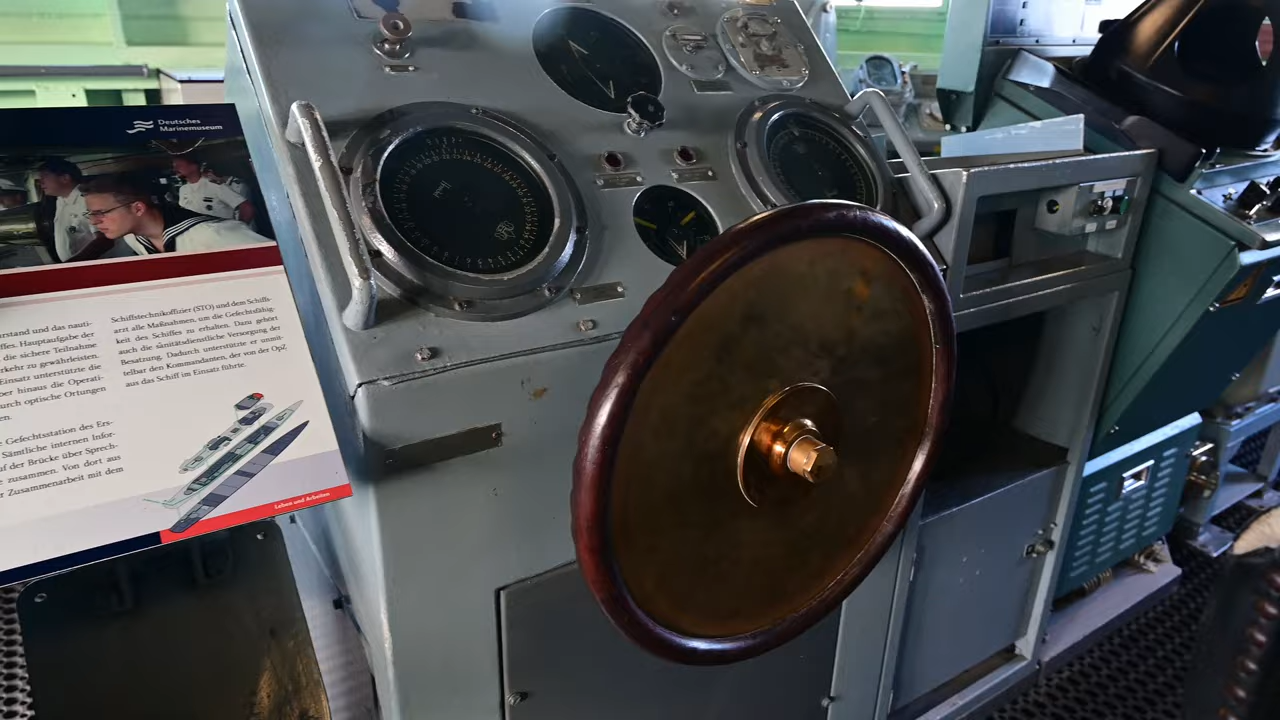 Deutsches
Marinemuseum
rstand und das nauti-
ffes. Hauptaufgabe der
die sichere Teilnahme
erkehr zu gewährleisten.
Einsatz unterstützte die
ber hinaus die Operati-
urch optische Ortungen
en.
e Gefechtsstation des Ers-
Sämtliche internen Infor-
uf der Brücke über Sprech-
e zusammen. Von dort aus
r Zusammenarbeit mit dem
Schiffstechnikoffizier (STO) und dem Schiffs-
arzt alle Maßnahmen, um die Gefechtsfähig-
keit des Schiffes zu erhalten. Dazu gehört
auch die sanitätsdienstliche Versorgung der
Besatzung. Dadurch unterstützte er unmit-
telbar den Kommandanten, der von der OpZ
aus das Schiff im Einsatz führte.
Leben und Arbeiten